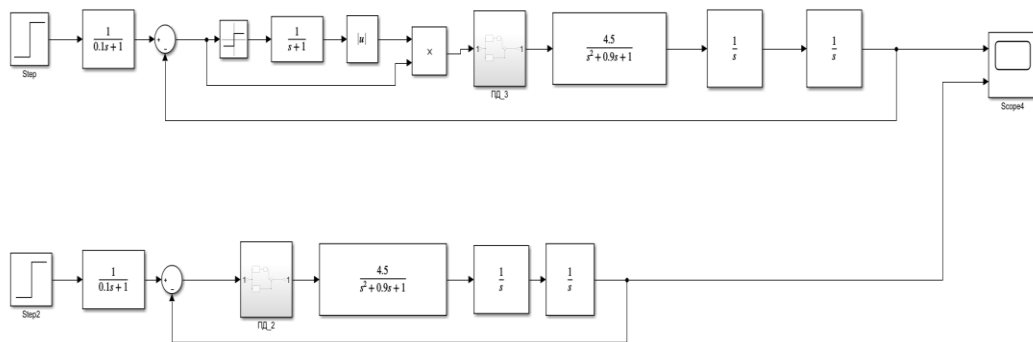 Step
1
0.1s+1
+
−
1
s+1
|u|
×
1
1
ПД_3
4.5
s²+0.9s+1
1
s
1
s
Scope4
Step2
1
0.1s+1
+
−
1
1
ПД_2
4.5
s²+0.9s+1
1
s
1
s